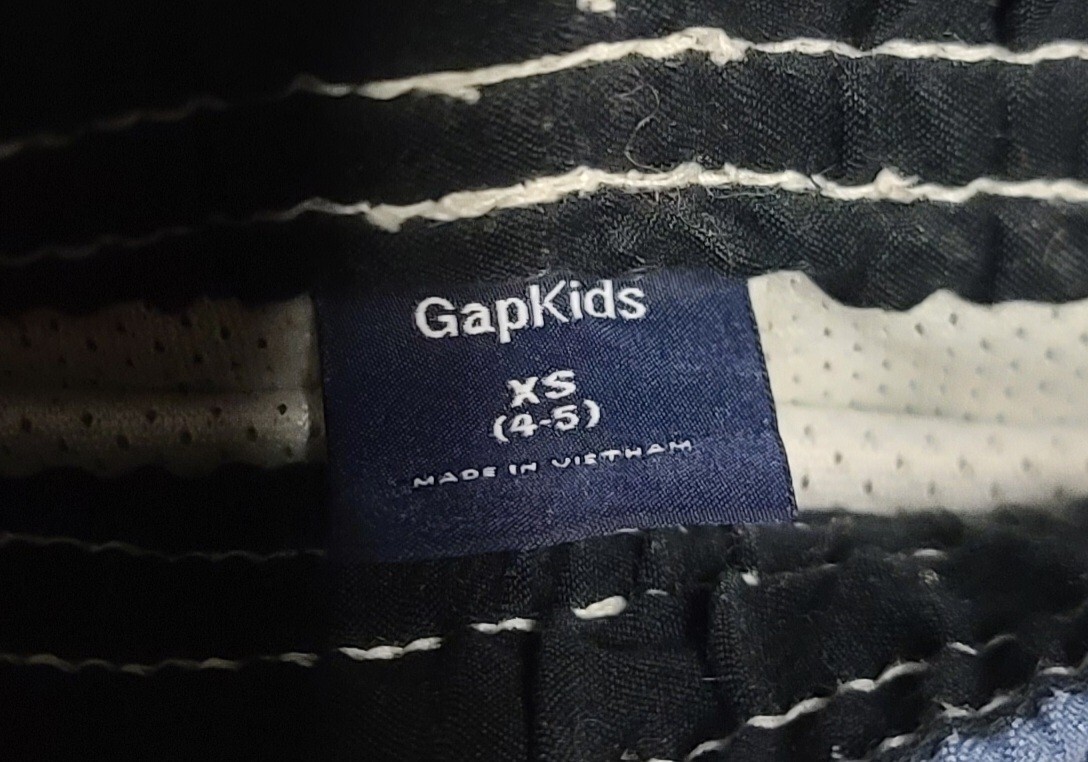 GapKids
XS
(4-5)
MADE IN VIETNAM